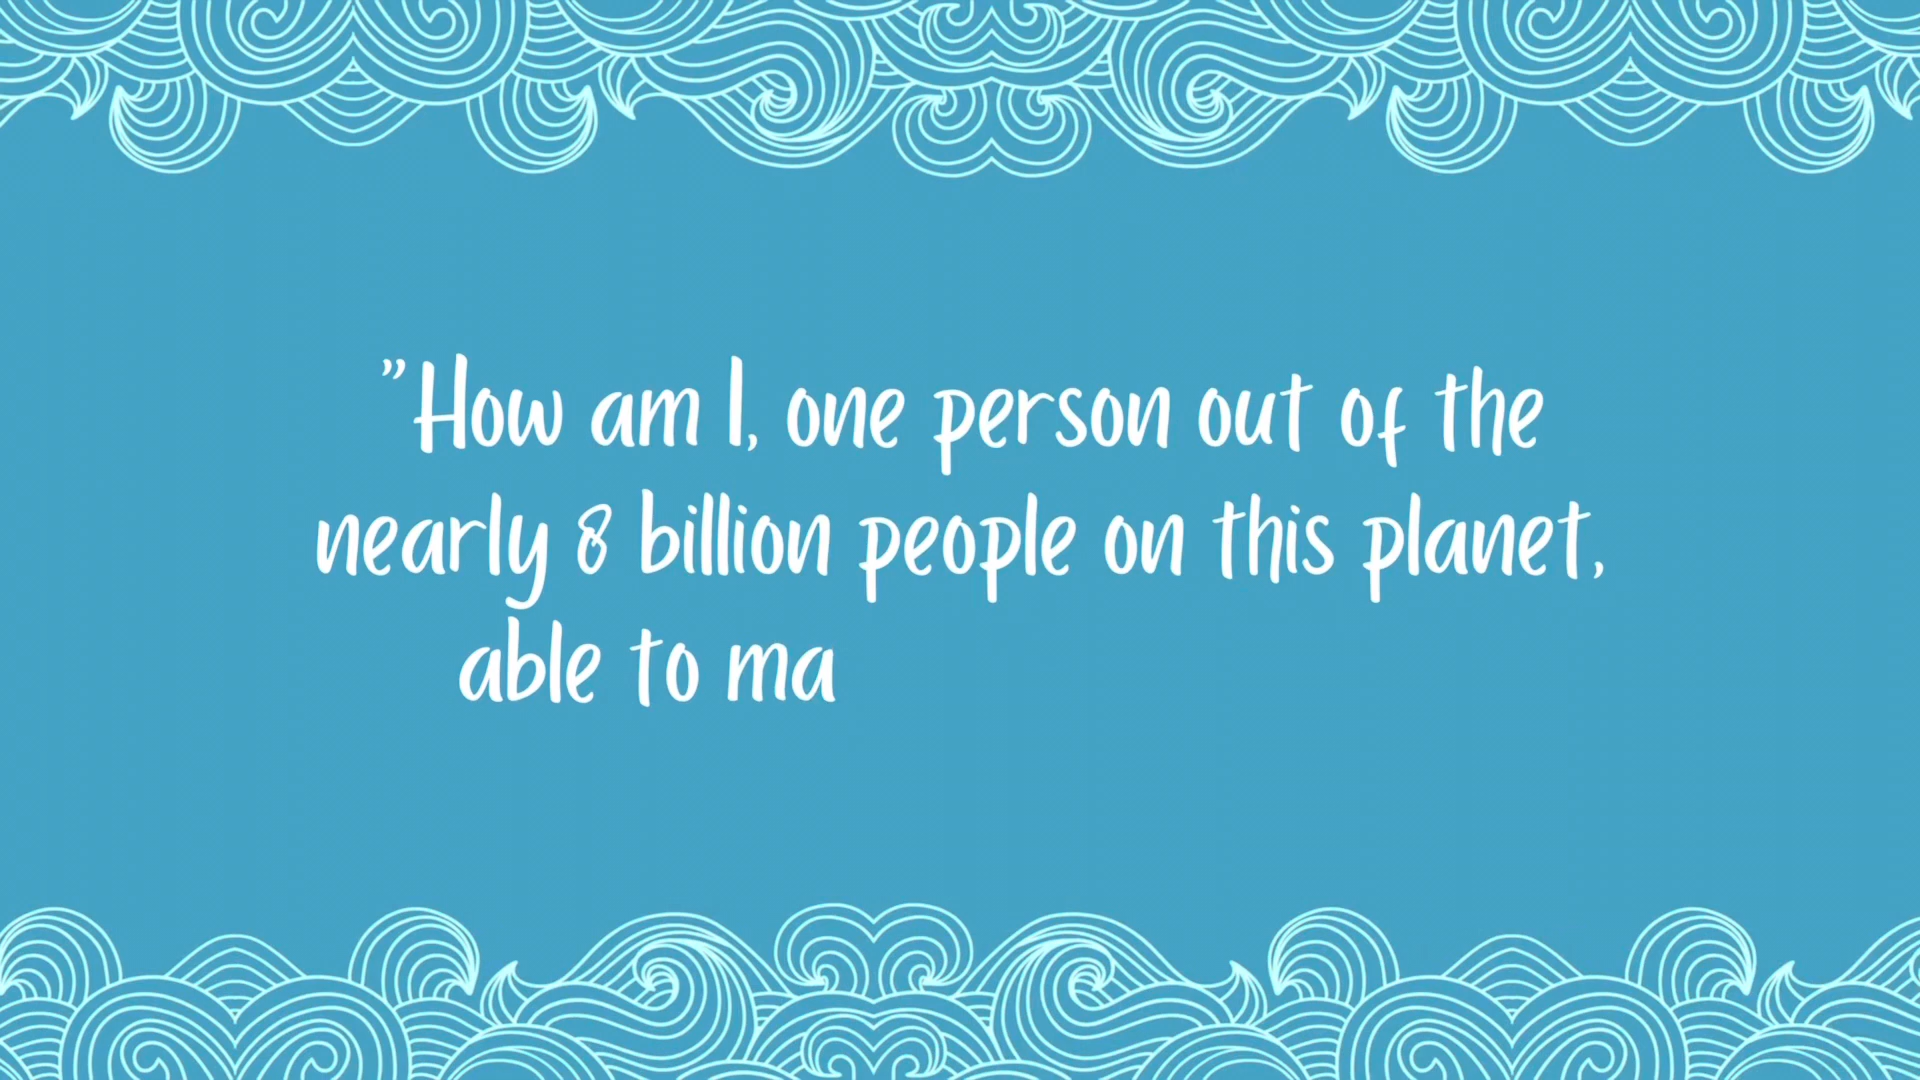 ”How am I, one person out of the
nearly 8 billion people on this planet,
able to ma